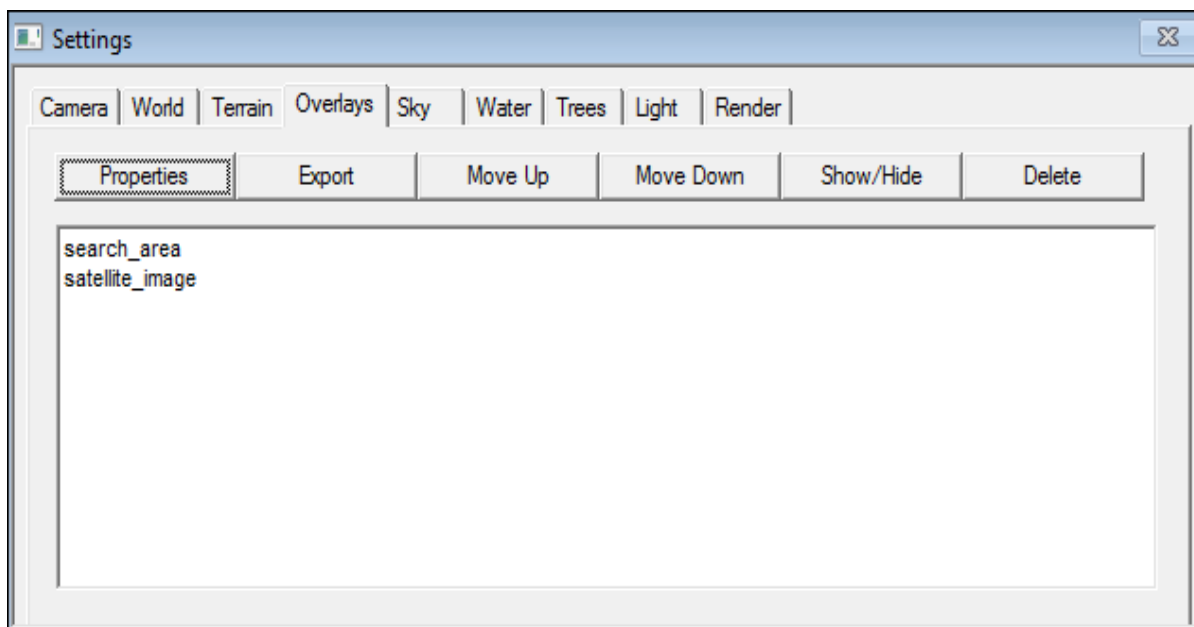 Settings
Camera World Terrain Overlays Sky Water Trees Light Render
Properties Export Move Up Move Down Show/Hide Delete
search_area
satellite_image